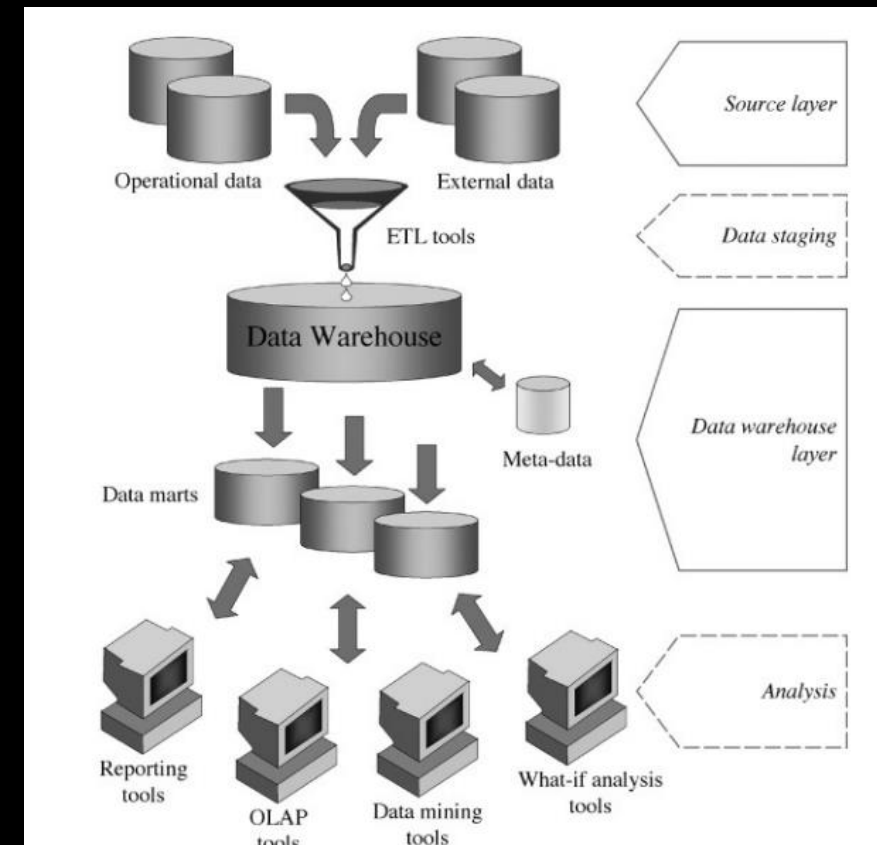 Source layer
Operational data
External data
ETL tools
Data staging
Data Warehouse
Data warehouse
layer
Meta-data
Data marts
Analysis
Reporting
tools
OLAP
tools
Data mining
tools
What-if analysis
tools